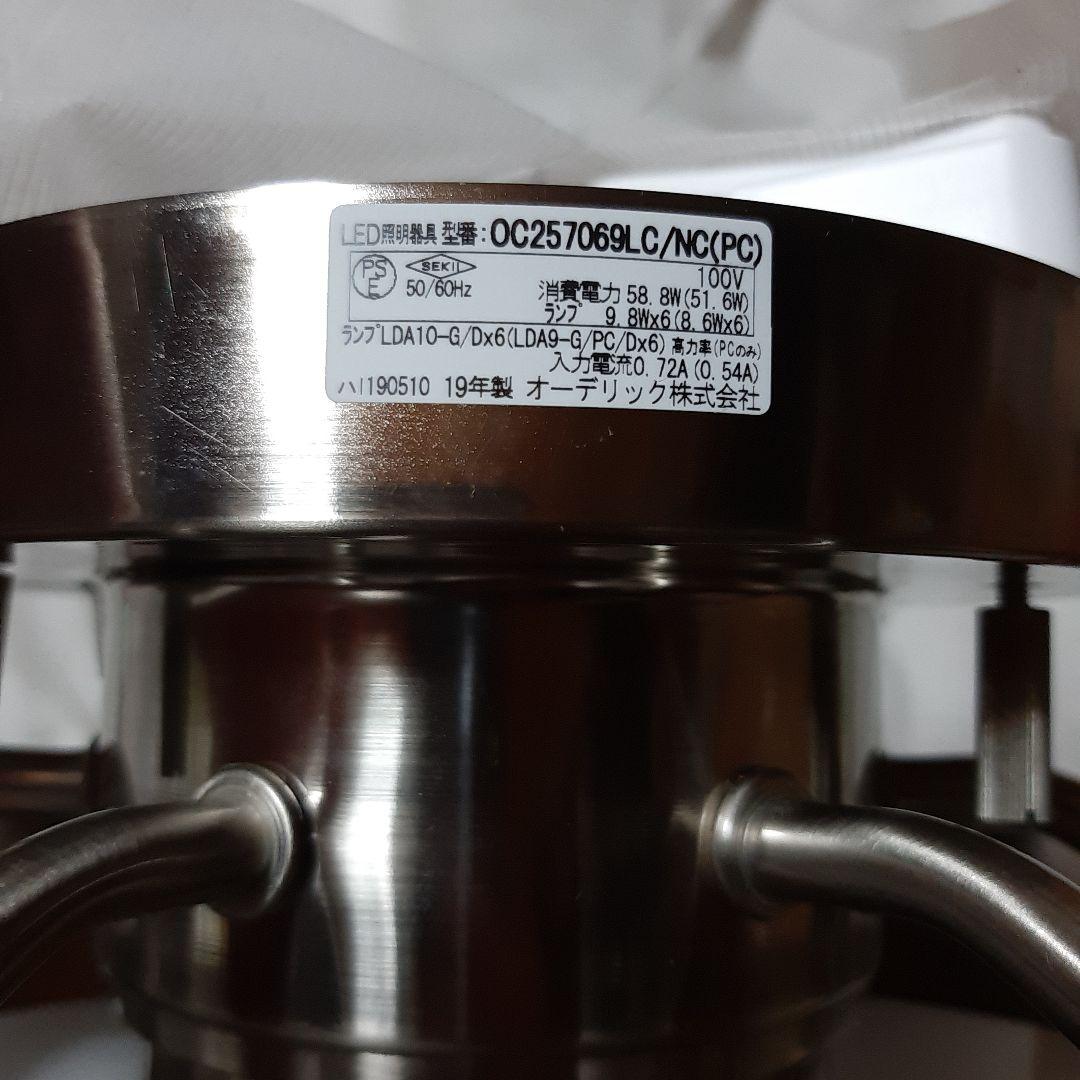 LED照明器具 型番:OC257069LC/NC(PC)
PS E SEKII 100V
50/60Hz 消費電力 58.8W(51.6W)
ランプ 9.8Wx6(8.6Wx6)
ランプLDA10-G/Dx6(LDA9-G/PC/Dx6) 高力率(PCのみ)
入力電流0.72A(0.54A)
ハI190510 19年製 オーデリック株式会社